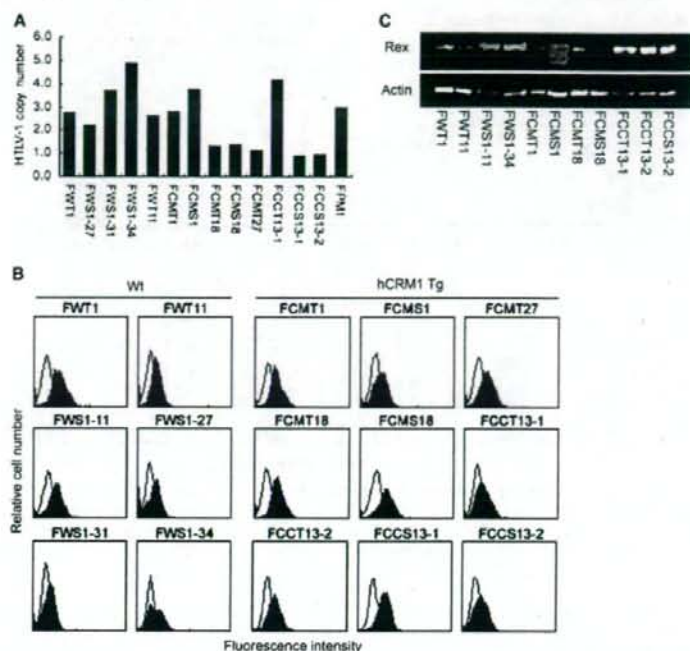 A
HTLV-1 copy number
6.0
5.0
4.0
3.0
2.0
1.0
0.0
FWT1
FWS1-27
FWS1-31
FWS1-34
FWT11
FCMT1
FCMS1
FCMT18
FCMS18
FCMT27
FCCT13-1
FCCS13-1
FCCS13-2
C
Rex
Actin
FWT1
FWT11
FWS1-11
FWS1-34
FCMT1
FCMS1
FCMT18
FCMS18
FCCT13-1
FCCT13-2
FCCS13-2
B
Wt
hCRM1 Tg
FWT1
FWT11
FCMT1
FCMS1
FCMT27
FWS1-11
FWS1-27
FCMT18
FCMS18
FCCT13-1
FWS1-31
FWS1-34
FCCT13-2
FCCS13-1
FCCS13-2
Relative cell number
Fluorescence intensity